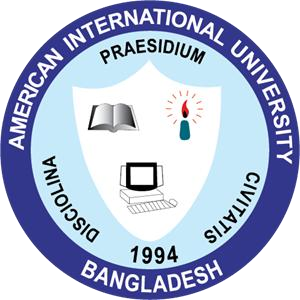 AMERICAN INTERNATIONAL UNIVERSITY
PRAESIDIUM
DISCIOLINA
CIVITATIS
1994
BANGLADESH